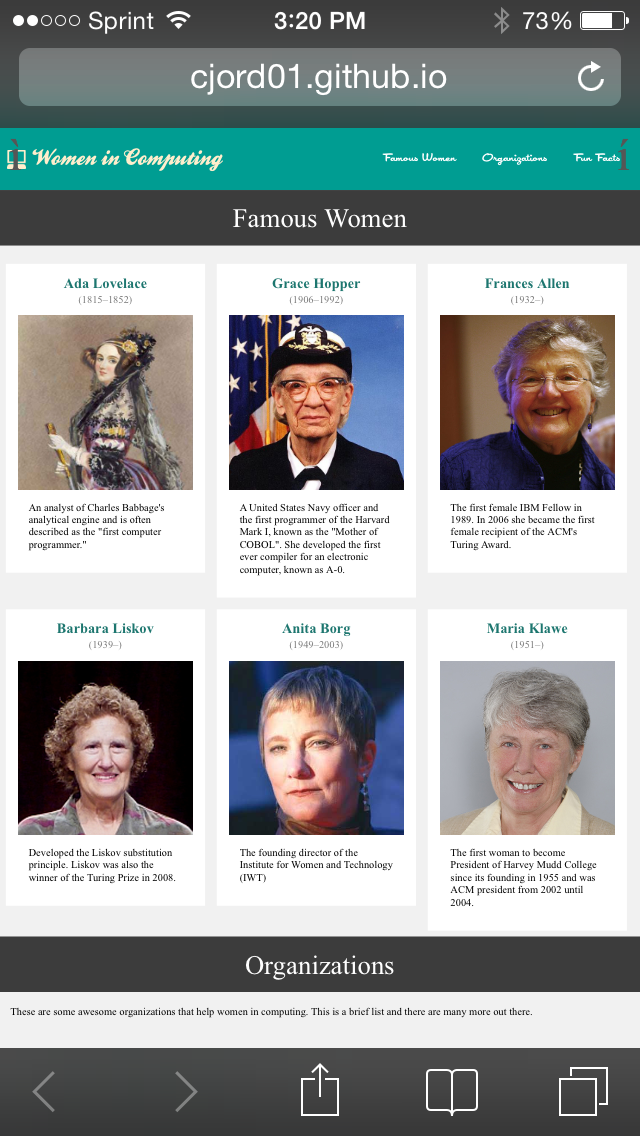 Sprint 3:20 PM 73%
cjord01.github.io
Women in Computing Famous Women Organizations Fun Facts
Famous Women
Ada Lovelace
(1815–1852)
An analyst of Charles Babbage's
analytical engine and is often
described as the "first computer
programmer."
Grace Hopper
(1906–1992)
A United States Navy officer and
the first programmer of the Harvard
Mark I, known as the "Mother of
COBOL". She developed the first
ever compiler for an electronic
computer, known as A-0.
Frances Allen
(1932–)
The first female IBM Fellow in
1989. In 2006 she became the first
female recipient of the ACM's
Turing Award.
Barbara Liskov
(1939–)
Developed the Liskov substitution
principle. Liskov was also the
winner of the Turing Prize in 2008.
Anita Borg
(1949–2003)
The founding director of the
Institute for Women and Technology
(IWT)
Maria Klawe
(1951–)
The first woman to become
President of Harvey Mudd College
since its founding in 1955 and was
ACM president from 2002 until
2004.
Organizations
These are some awesome organizations that help women in computing. This is a brief list and there are many more out there.